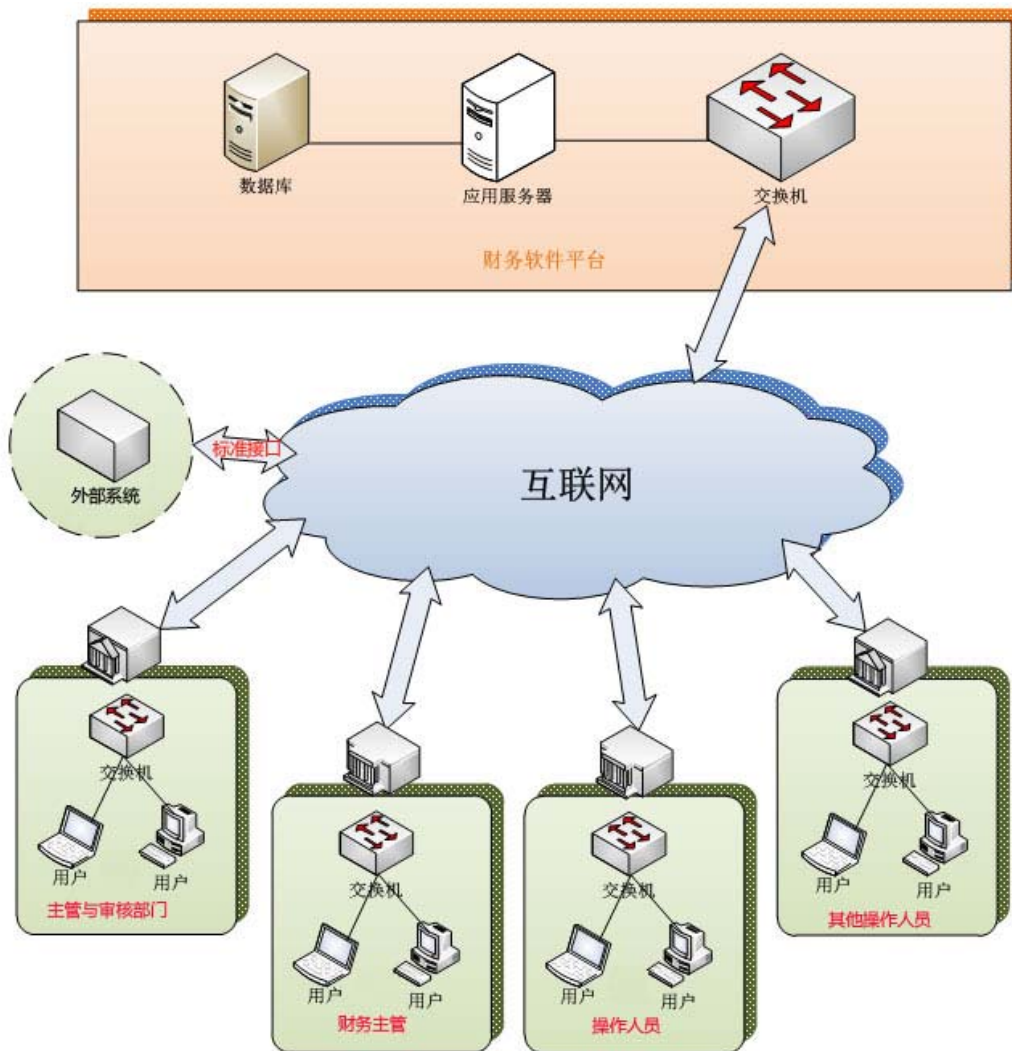 数据库
应用服务器
交换机
财务软件平台
标准接口
外部系统
互联网
交换机
用户
用户
主管与审核部门
交换机
用户
用户
财务主管
交换机
用户
用户
操作人员
交换机
用户
用户
其他操作人员